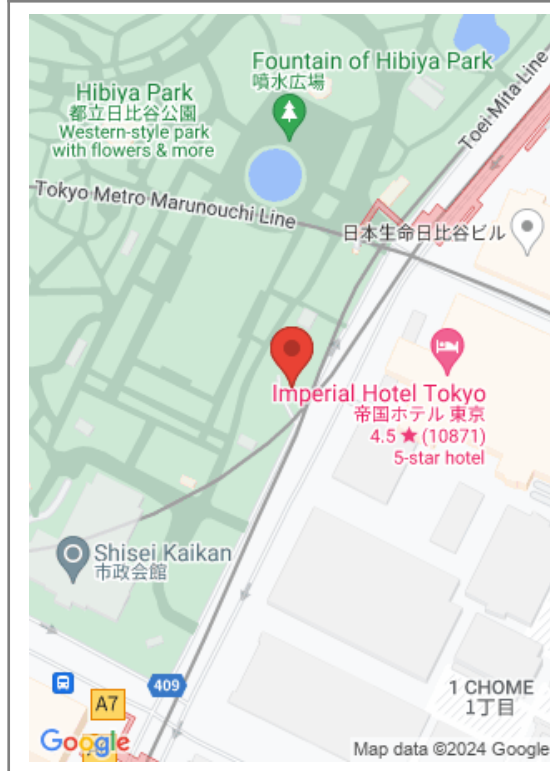 Fountain of Hibiya Park
噴水広場
Hibiya Park
都立日比谷公園
Western-style park
with flowers & more
Toei Mita Line
Tokyo Metro Marunouchi Line
日本生命日比谷ビル
Imperial Hotel Tokyo
帝国ホテル 東京
4.5 ★ (10871)
5-star hotel
Shisei Kaikan
市政会館
409
1 CHOME
1丁目
A7
Google
Map data ©2024 Google